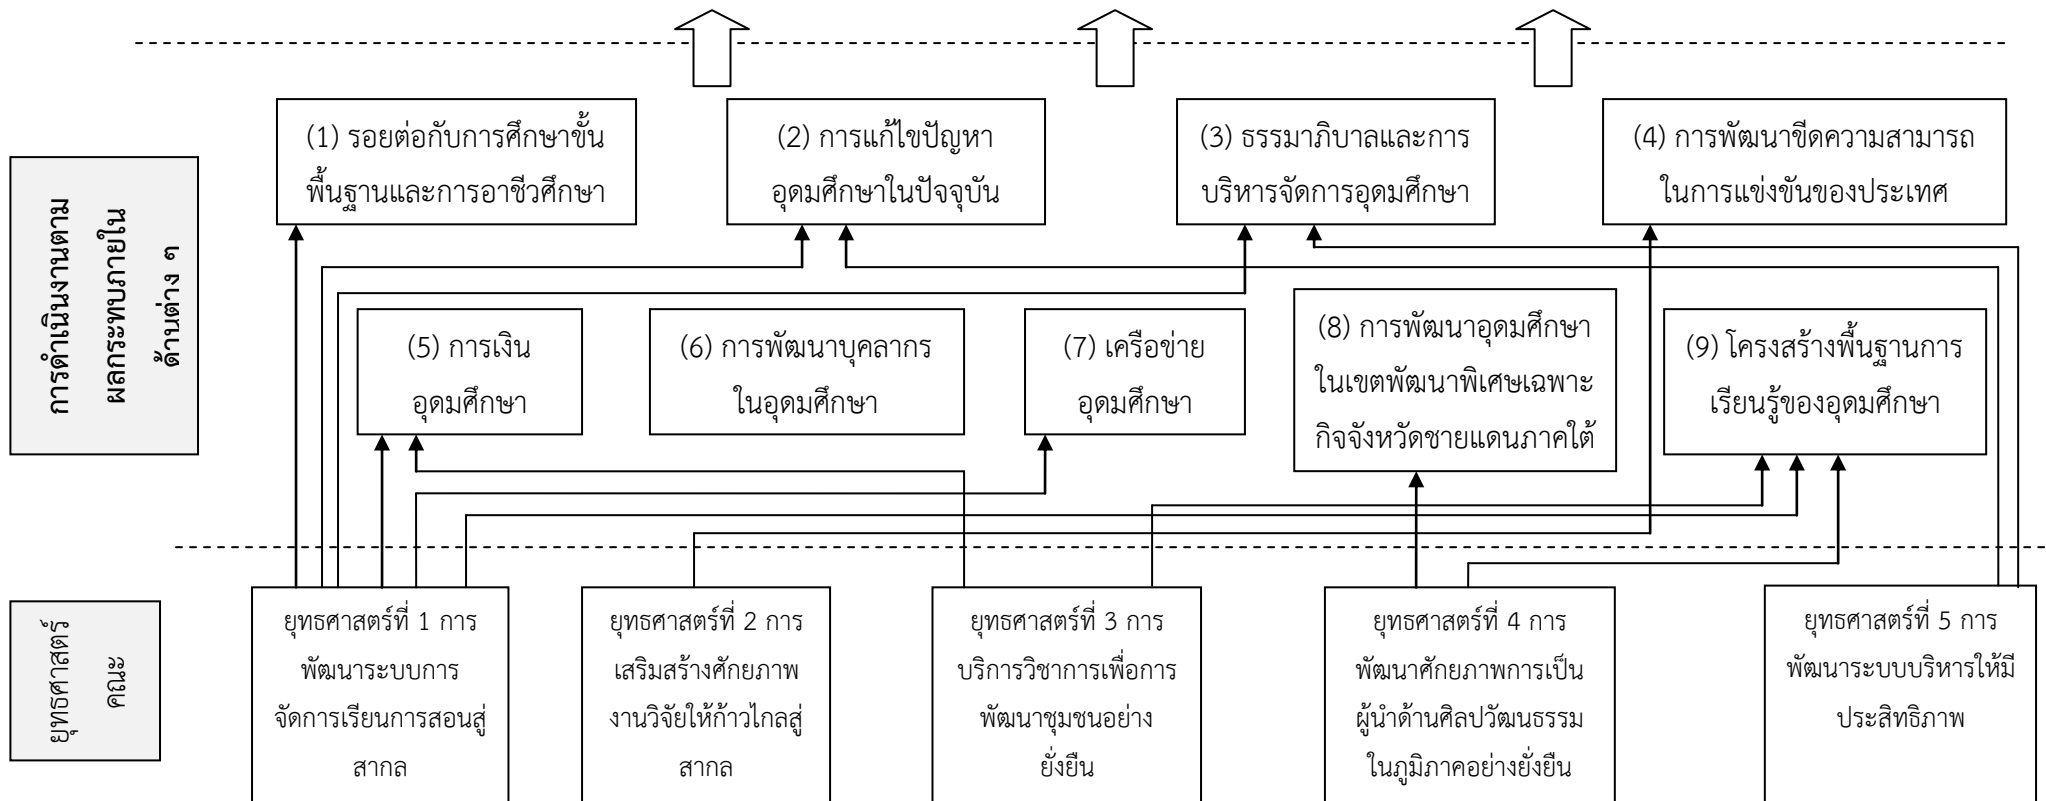 (1) รอยต่อกับการศึกษาขั้น
พื้นฐานและการอาชีวศึกษา
(2) การแก้ไขปัญหา
อุดมศึกษาในปัจจุบัน
(3) ธรรมาภิบาลและการ
บริหารจัดการอุดมศึกษา
(4) การพัฒนาขีดความสามารถ
ในการแข่งขันของประเทศ
การดำเนินงานตาม
ผลกระทบภายใน
ด้านต่าง ๆ
(5) การเงิน
อุดมศึกษา
(6) การพัฒนาบุคลากร
ในอุดมศึกษา
(7) เครือข่าย
อุดมศึกษา
(8) การพัฒนาอุดมศึกษา
ในเขตพัฒนาพิเศษเฉพาะ
กิจจังหวัดชายแดนภาคใต้
(9) โครงสร้างพื้นฐานการ
เรียนรู้ของอุดมศึกษา
ยุทธศาสตร์
คณะ
ยุทธศาสตร์ที่ 1 การ
พัฒนาระบบการ
จัดการเรียนการสอนสู่
สากล
ยุทธศาสตร์ที่ 2 การ
เสริมสร้างศักยภาพ
งานวิจัยให้ก้าวไกลสู่
สากล
ยุทธศาสตร์ที่ 3 การ
บริการวิชาการเพื่อการ
พัฒนาชุมชนอย่าง
ยั่งยืน
ยุทธศาสตร์ที่ 4 การ
พัฒนาศักยภาพการเป็น
ผู้นำด้านศิลปวัฒนธรรม
ในภูมิภาคอย่างยั่งยืน
ยุทธศาสตร์ที่ 5 การ
พัฒนาระบบบริหารให้มี
ประสิทธิภาพ